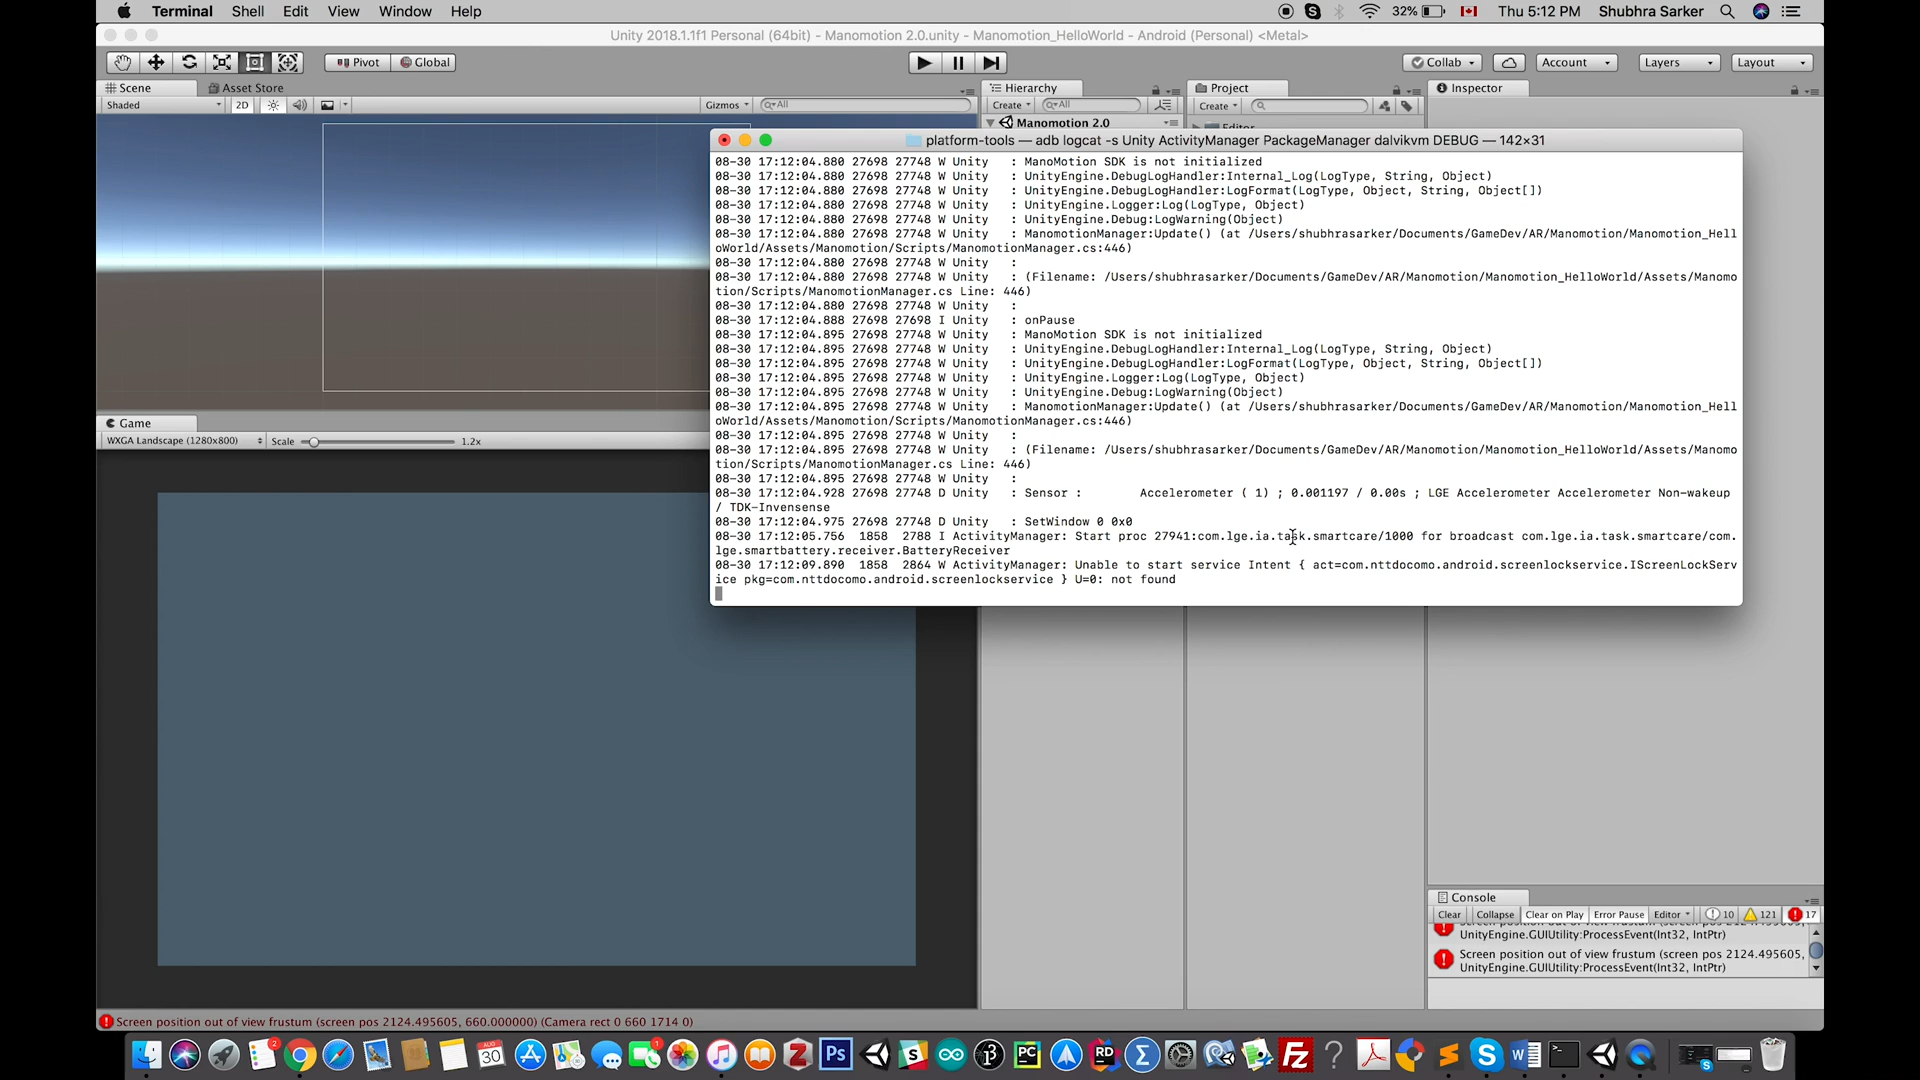 Terminal Shell Edit View Window Help 32% Thu 5:12 PM Shubhra Sarker
Unity 2018.1.1f1 Personal (64bit) - Manomotion 2.0.unity - Manomotion_HelloWorld - Android (Personal) <Metal>
Pivot Global Collab Account Layers Layout
Scene Asset Store Hierarchy Project Inspector
Shaded 2D Gizmos All Create All Create
Manomotion 2.0
platform-tools — adb logcat -s Unity ActivityManager PackageManager dalvikvm DEBUG — 142×31
08-30 17:12:04.880 27698 27748 W Unity   : ManoMotion SDK is not initialized
08-30 17:12:04.880 27698 27748 W Unity   : UnityEngine.DebugLogHandler:Internal_Log(LogType, String, Object)
08-30 17:12:04.880 27698 27748 W Unity   : UnityEngine.DebugLogHandler:LogFormat(LogType, Object, String, Object[])
08-30 17:12:04.880 27698 27748 W Unity   : UnityEngine.Logger:Log(LogType, Object)
08-30 17:12:04.880 27698 27748 W Unity   : UnityEngine.Debug:LogWarning(Object)
08-30 17:12:04.880 27698 27748 W Unity   : ManomotionManager:Update() (at /Users/shubhrasarker/Documents/GameDev/AR/Manomotion/Manomotion_Hell
oWorld/Assets/Manomotion/Scripts/ManomotionManager.cs:446)
08-30 17:12:04.880 27698 27748 W Unity   :
08-30 17:12:04.880 27698 27748 W Unity   : (Filename: /Users/shubhrasarker/Documents/GameDev/AR/Manomotion/Manomotion_HelloWorld/Assets/Manomo
tion/Scripts/ManomotionManager.cs Line: 446)
08-30 17:12:04.880 27698 27748 W Unity   :
08-30 17:12:04.888 27698 27698 I Unity   : onPause
08-30 17:12:04.895 27698 27748 W Unity   : ManoMotion SDK is not initialized
08-30 17:12:04.895 27698 27748 W Unity   : UnityEngine.DebugLogHandler:Internal_Log(LogType, String, Object)
08-30 17:12:04.895 27698 27748 W Unity   : UnityEngine.DebugLogHandler:LogFormat(LogType, Object, String, Object[])
08-30 17:12:04.895 27698 27748 W Unity   : UnityEngine.Logger:Log(LogType, Object)
08-30 17:12:04.895 27698 27748 W Unity   : UnityEngine.Debug:LogWarning(Object)
08-30 17:12:04.895 27698 27748 W Unity   : ManomotionManager:Update() (at /Users/shubhrasarker/Documents/GameDev/AR/Manomotion/Manomotion_Hell
oWorld/Assets/Manomotion/Scripts/ManomotionManager.cs:446)
08-30 17:12:04.895 27698 27748 W Unity   :
08-30 17:12:04.895 27698 27748 W Unity   : (Filename: /Users/shubhrasarker/Documents/GameDev/AR/Manomotion/Manomotion_HelloWorld/Assets/Manomo
tion/Scripts/ManomotionManager.cs Line: 446)
08-30 17:12:04.895 27698 27748 W Unity   :
08-30 17:12:04.928 27698 27748 D Unity   : Sensor :        Accelerometer ( 1) ; 0.001197 / 0.00s ; LGE Accelerometer Accelerometer Non-wakeup
/ TDK-Invensense
08-30 17:12:04.975 27698 27748 D Unity   : SetWindow 0 0x0
08-30 17:12:05.756  1858  2788 I ActivityManager: Start proc 27941:com.lge.ia.task.smartcare/1000 for broadcast com.lge.ia.task.smartcare/com.
lge.smartbattery.receiver.BatteryReceiver
08-30 17:12:09.890  1858  2864 W ActivityManager: Unable to start service Intent { act=com.nttdocomo.android.screenlockservice.IScreenLockServ
ice pkg=com.nttdocomo.android.screenlockservice } U=0: not found
Game
WXGA Landscape (1280x800) Scale 1.2x
Console
Clear Collapse Clear on Play Error Pause Editor 10 121 17
UnityEngine.GUIUtility:ProcessEvent(Int32, IntPtr)
Screen position out of view frustum (screen pos 2124.495605,
UnityEngine.GUIUtility:ProcessEvent(Int32, IntPtr)
Screen position out of view frustum (screen pos 2124.495605, 660.000000) (Camera rect 0 660 1714 0)
2 AUG 30 1 Ps PC RD